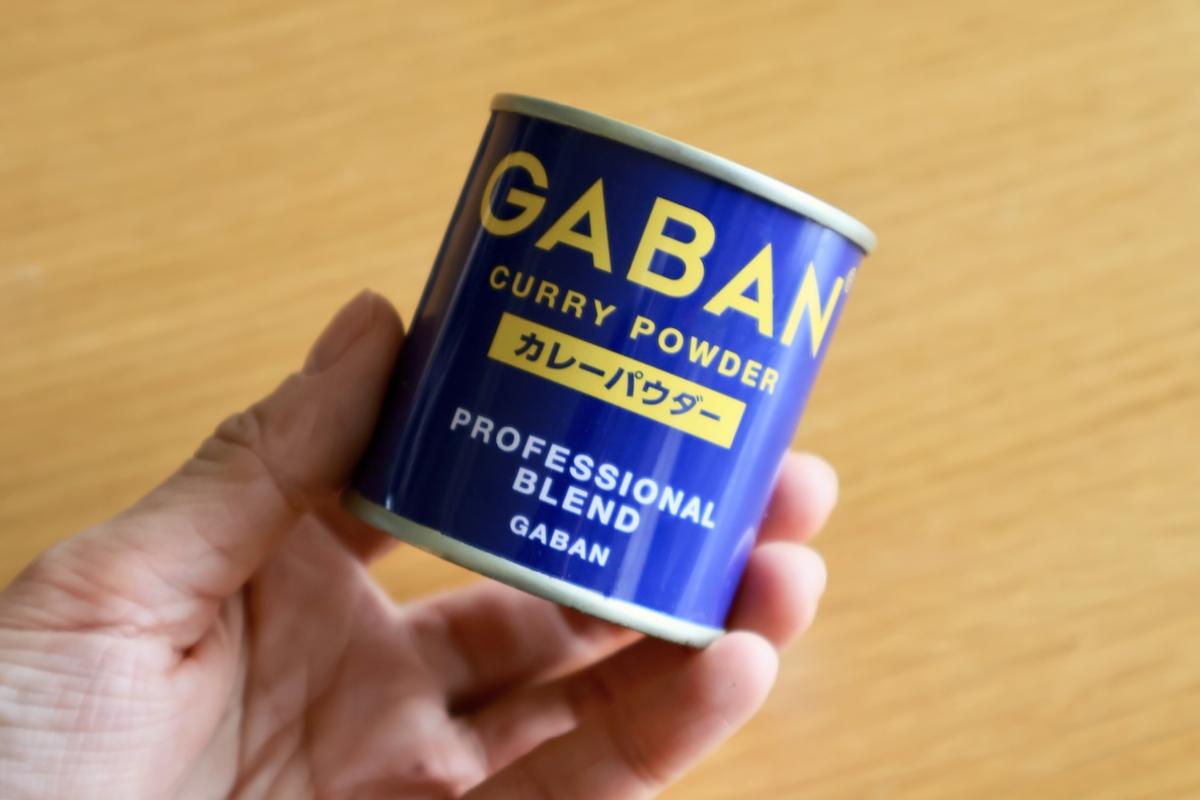 GABAN®
CURRY POWDER
カレーパウダー
PROFESSIONAL
BLEND
GABAN